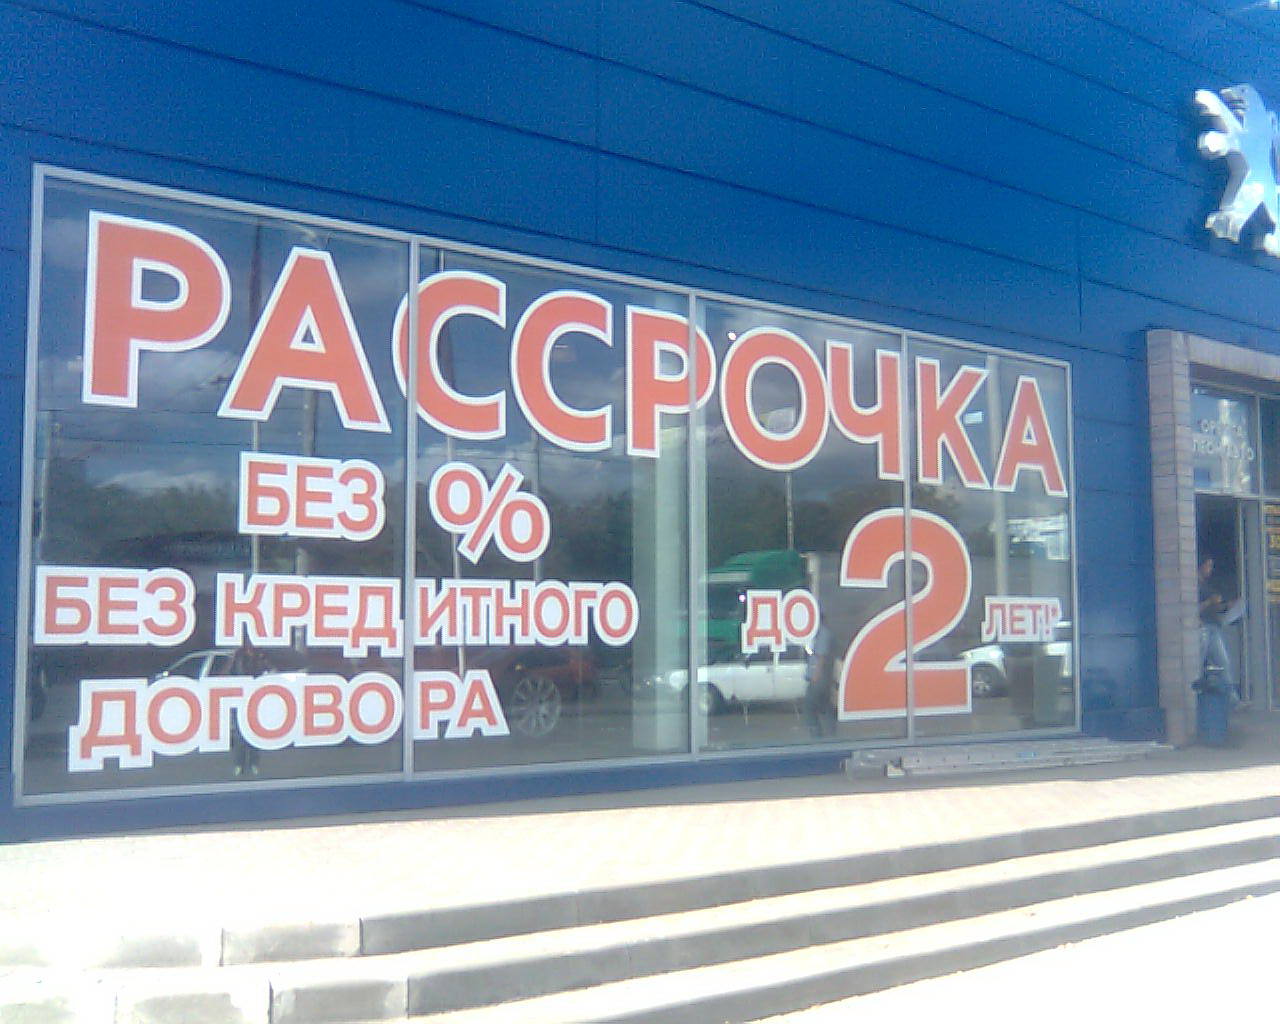 РАССРОЧКА
БЕЗ %
БЕЗ КРЕДИТНОГО
ДОГОВОРА
ДО 2 ЛЕТ!*